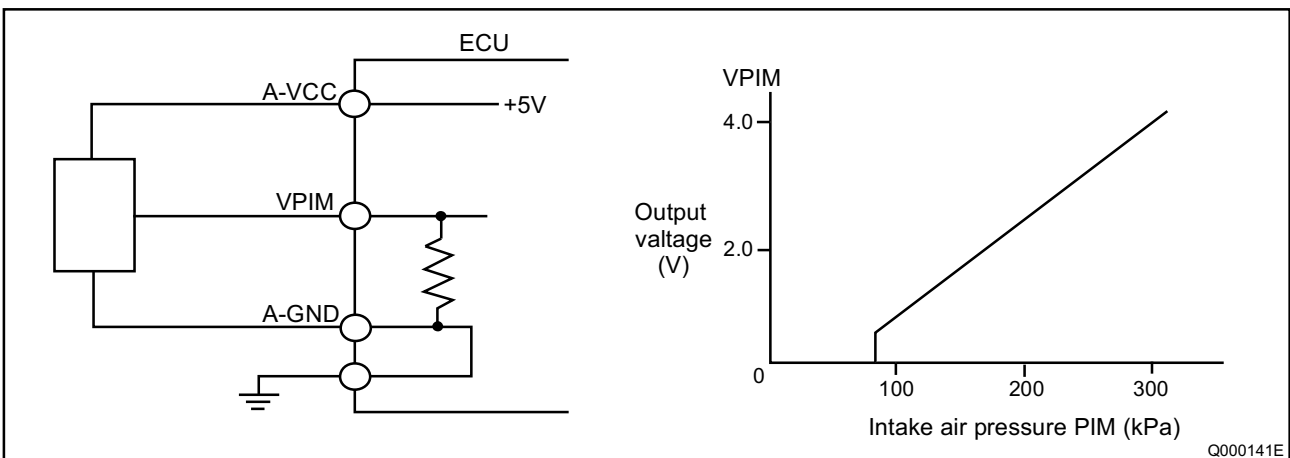 ECU
A-VCC
+5V
VPIM
A-GND
VPIM
4.0
Output
valtage
(V)
2.0
0
100
200
300
Intake air pressure PIM (kPa)
Q000141E